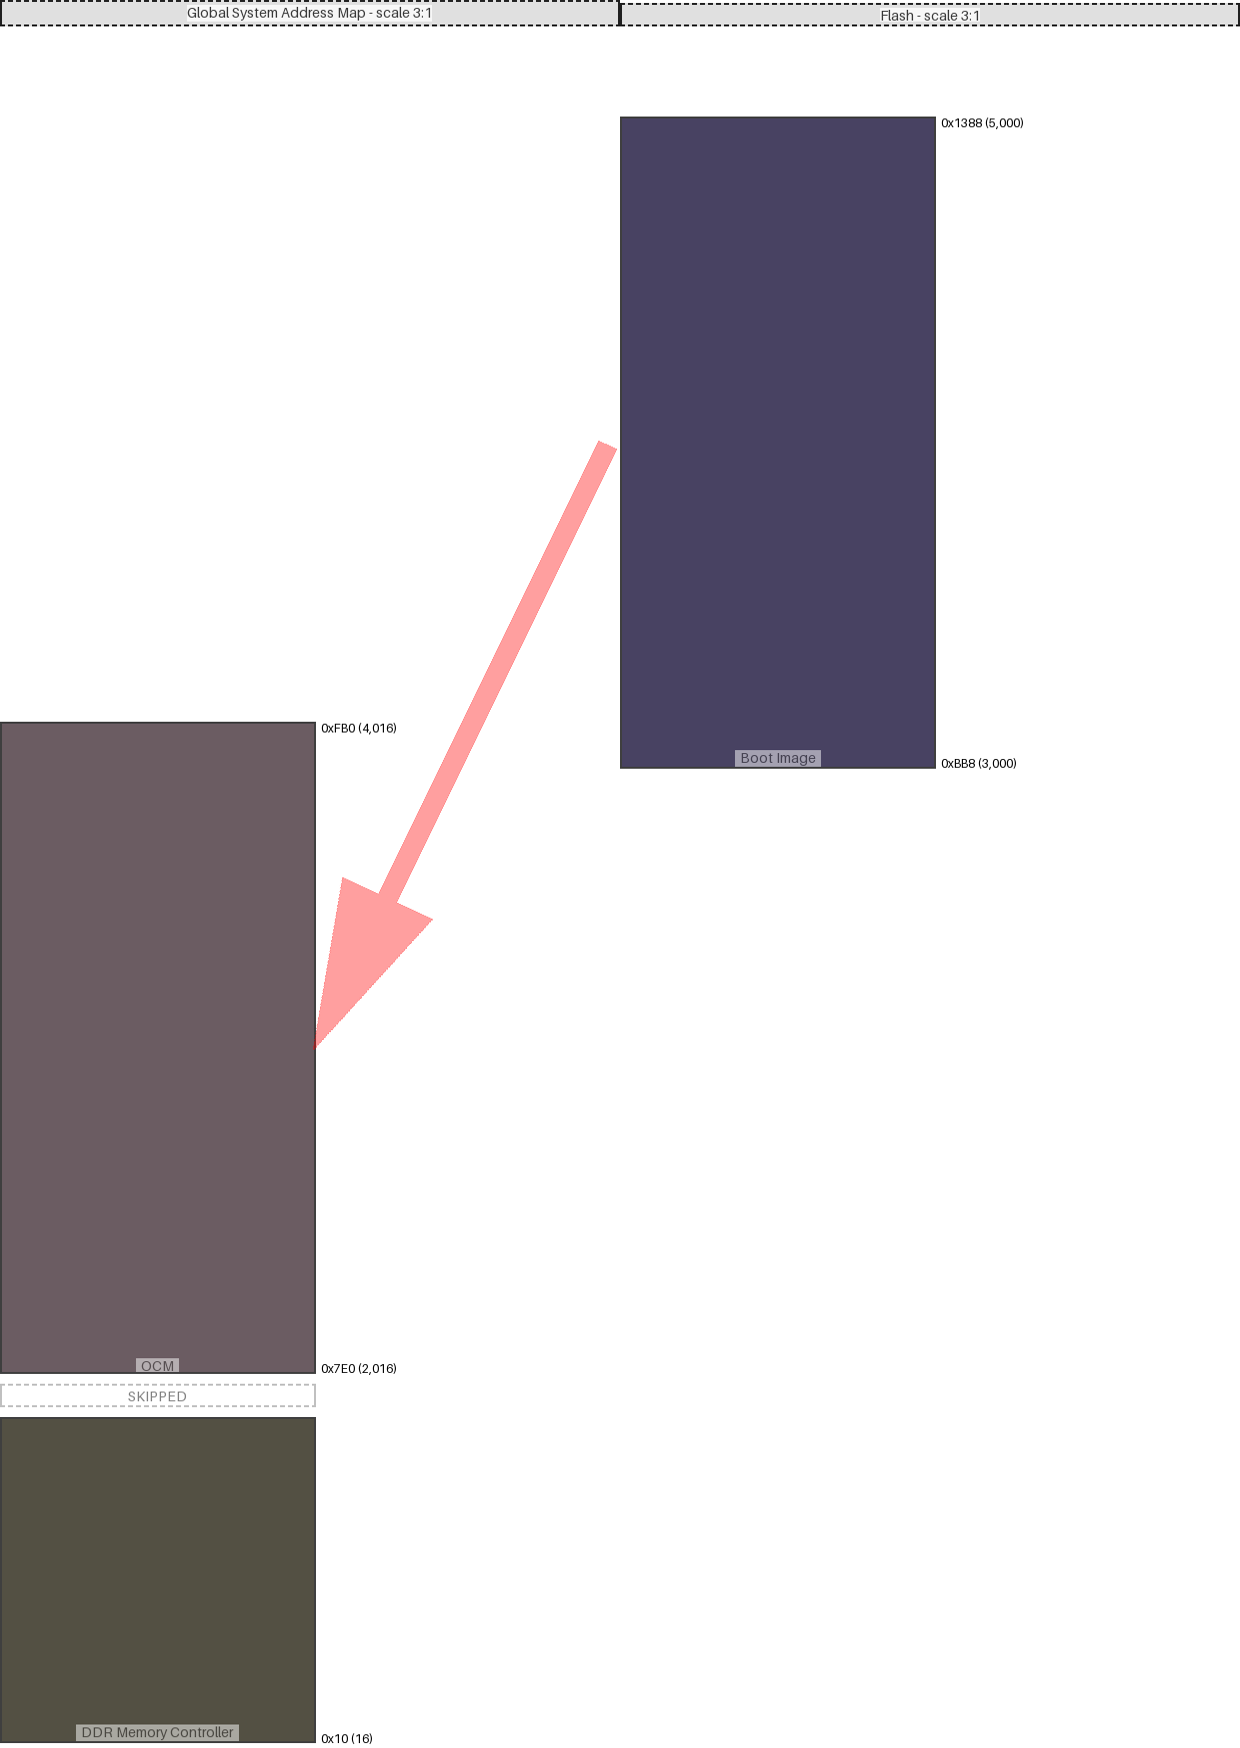 Global System Address Map - scale 3:1
Flash - scale 3:1
0x1388 (5,000)
0xFB0 (4,016)
Boot Image
0xBB8 (3,000)
OCM
0x7E0 (2,016)
SKIPPED
DDR Memory Controller
0x10 (16)